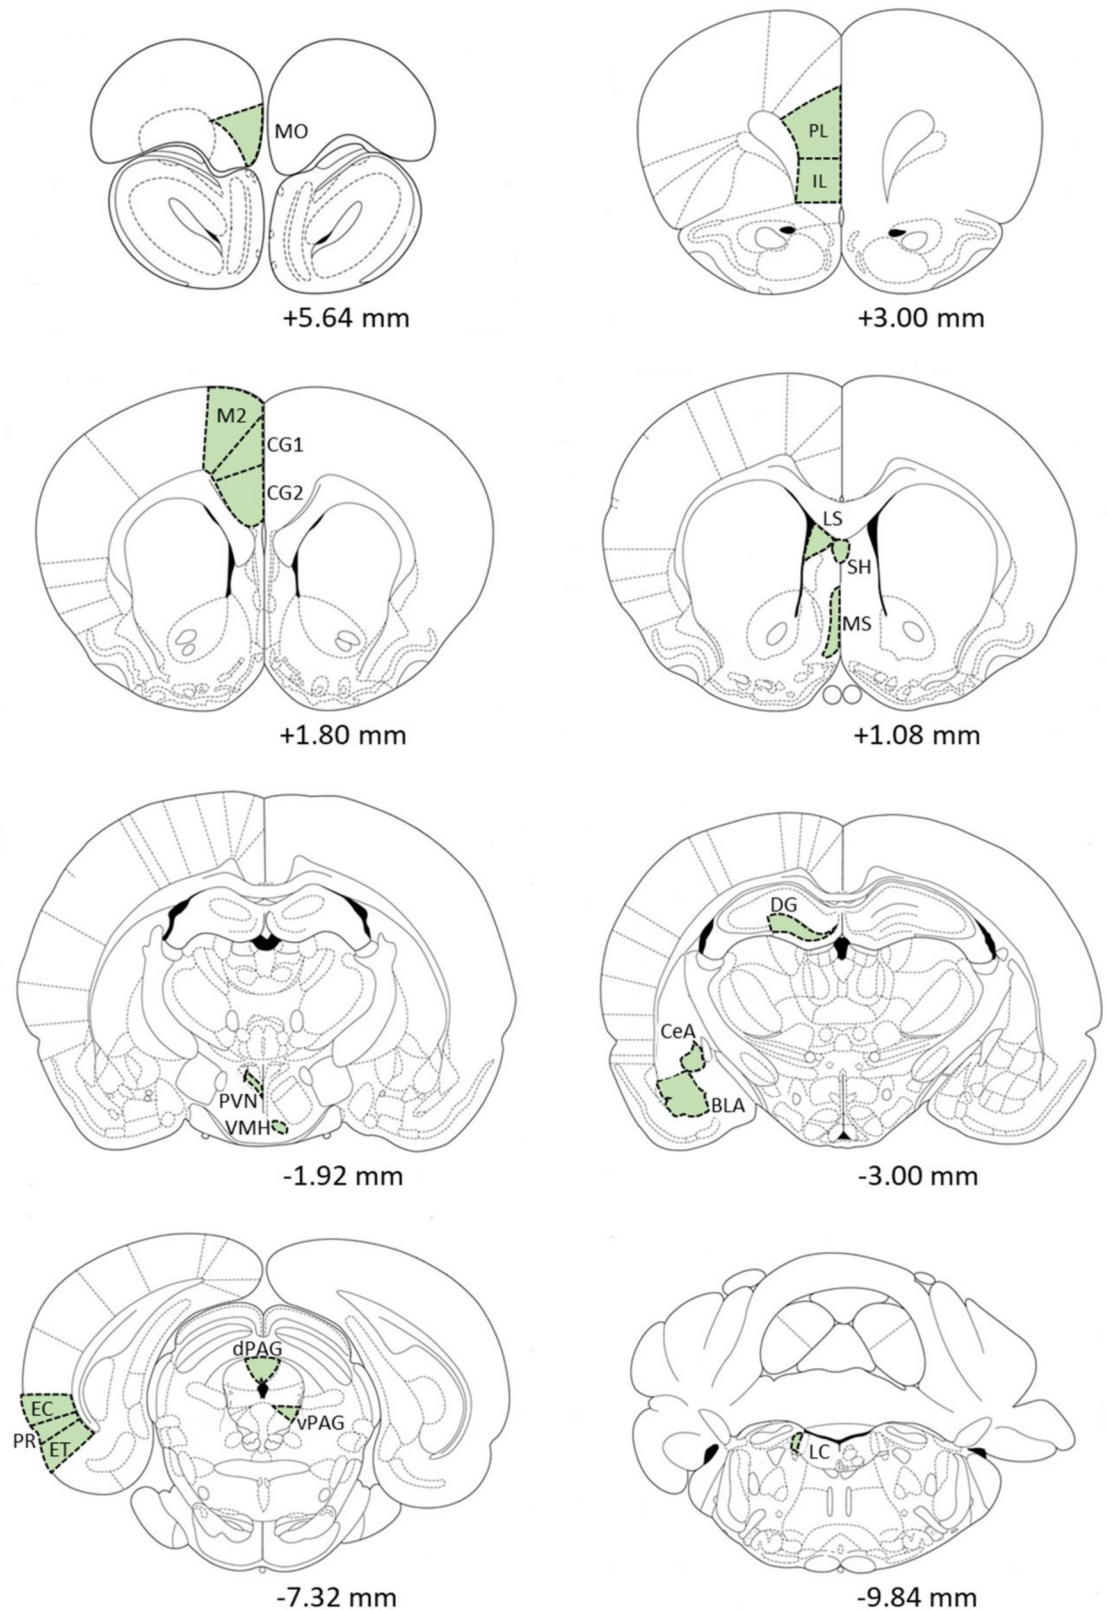 MO
+5.64 mm
PL
IL
+3.00 mm
M2
CG1
CG2
+1.80 mm
LS
SH
MS
+1.08 mm
PVN
VMH
-1.92 mm
DG
CeA
BLA
-3.00 mm
dPAG
EC
vPAG
PR
ET
-7.32 mm
LC
-9.84 mm